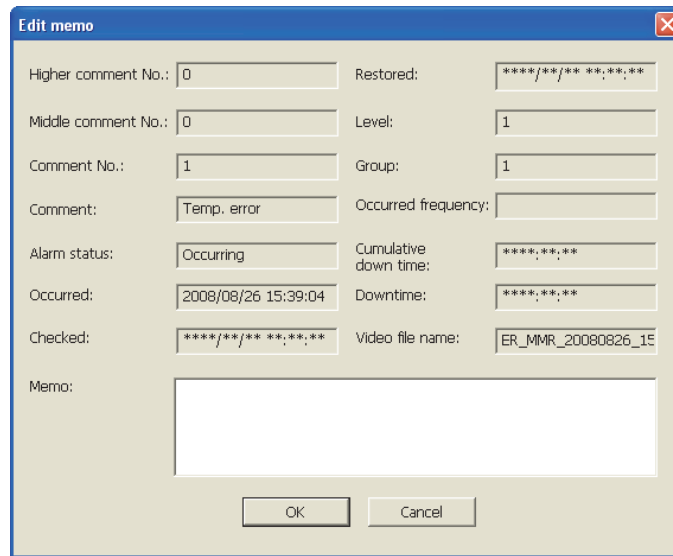 Edit memo
Higher comment No.: 0 Restored: ****/**/** **:**:**
Middle comment No.: 0 Level: 1
Comment No.: 1 Group: 1
Comment: Temp. error Occurred frequency:
Alarm status: Occurring Cumulative
down time: ****:**:**
Occurred: 2008/08/26 15:39:04 Downtime: ****:**:**
Checked: ****/**/** **:**:** Video file name: ER_MMR_20080826_15
Memo:
OK Cancel